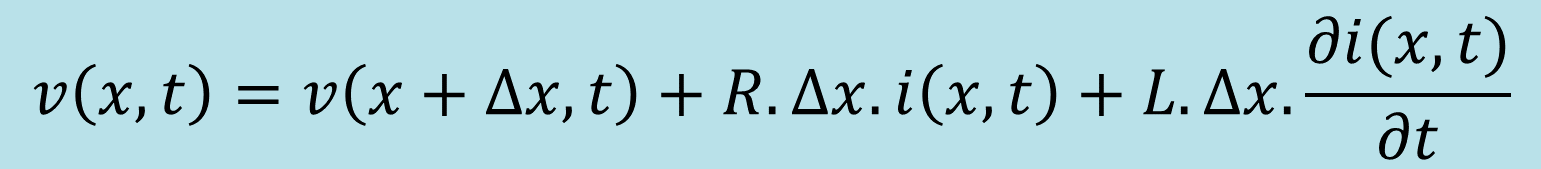 v(x, t) = v(x + Δx, t) + R. Δx. i(x, t) + L. Δx. ∂i(x, t)/∂t